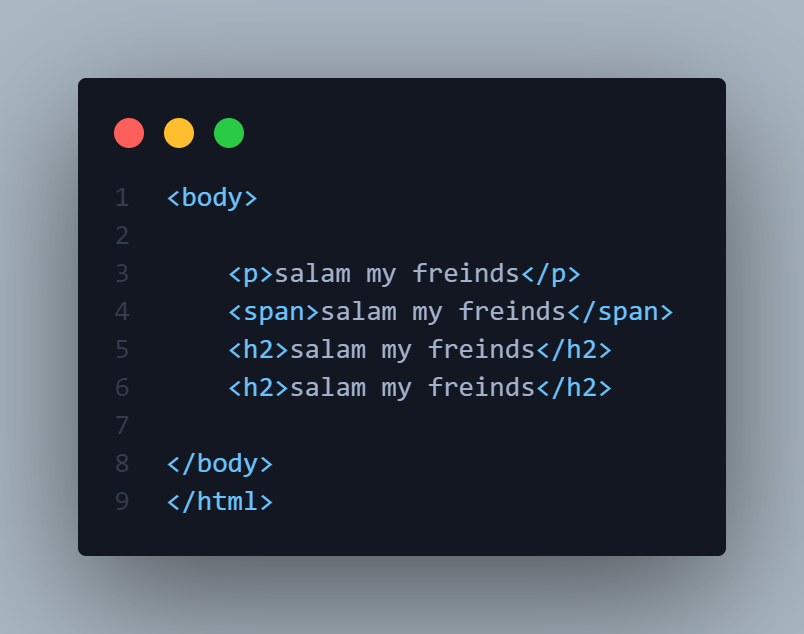 1 <body>
2
3     <p>salam my freinds</p>
4     <span>salam my freinds</span>
5     <h2>salam my freinds</h2>
6     <h2>salam my freinds</h2>
7
8 </body>
9 </html>